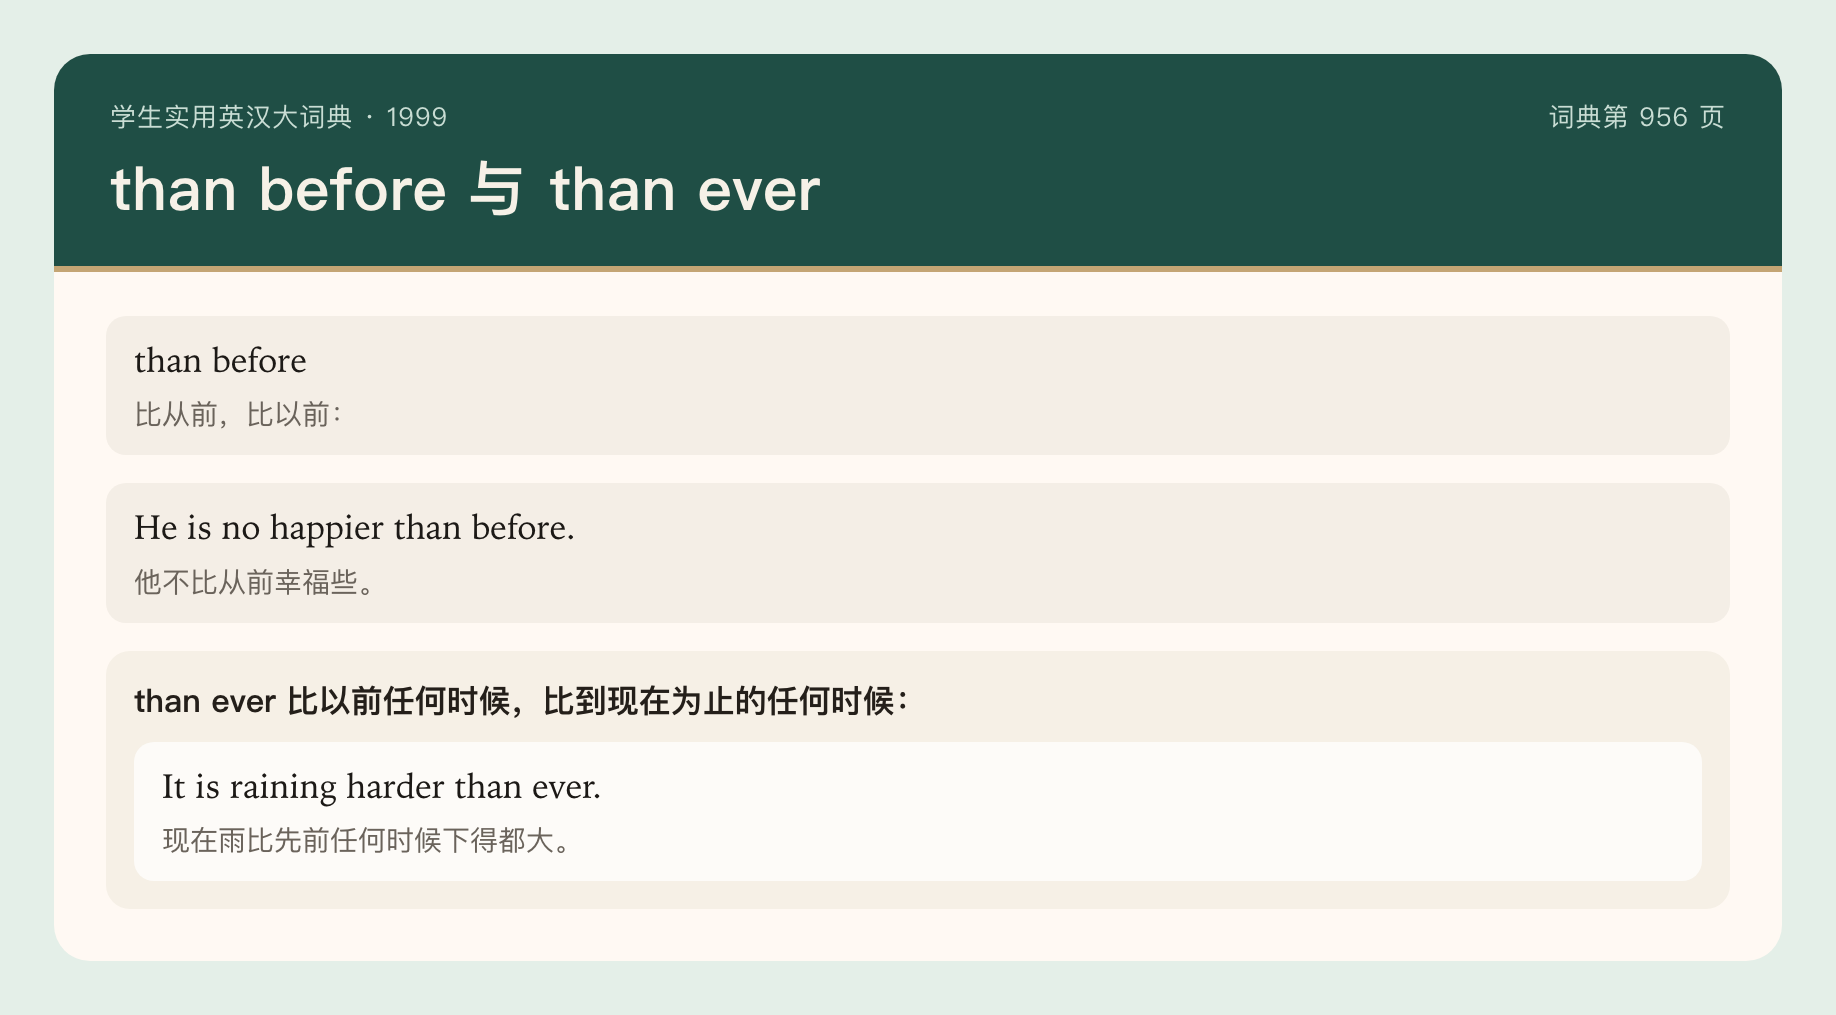 学生实用英汉大词典 · 1999
词典第 956 页
than before 与 than ever
than before
比从前，比以前：
He is no happier than before.
他不比从前幸福些。
than ever 比以前任何时候，比到现在为止的任何时候：
It is raining harder than ever.
现在雨比先前任何时候下得都大。